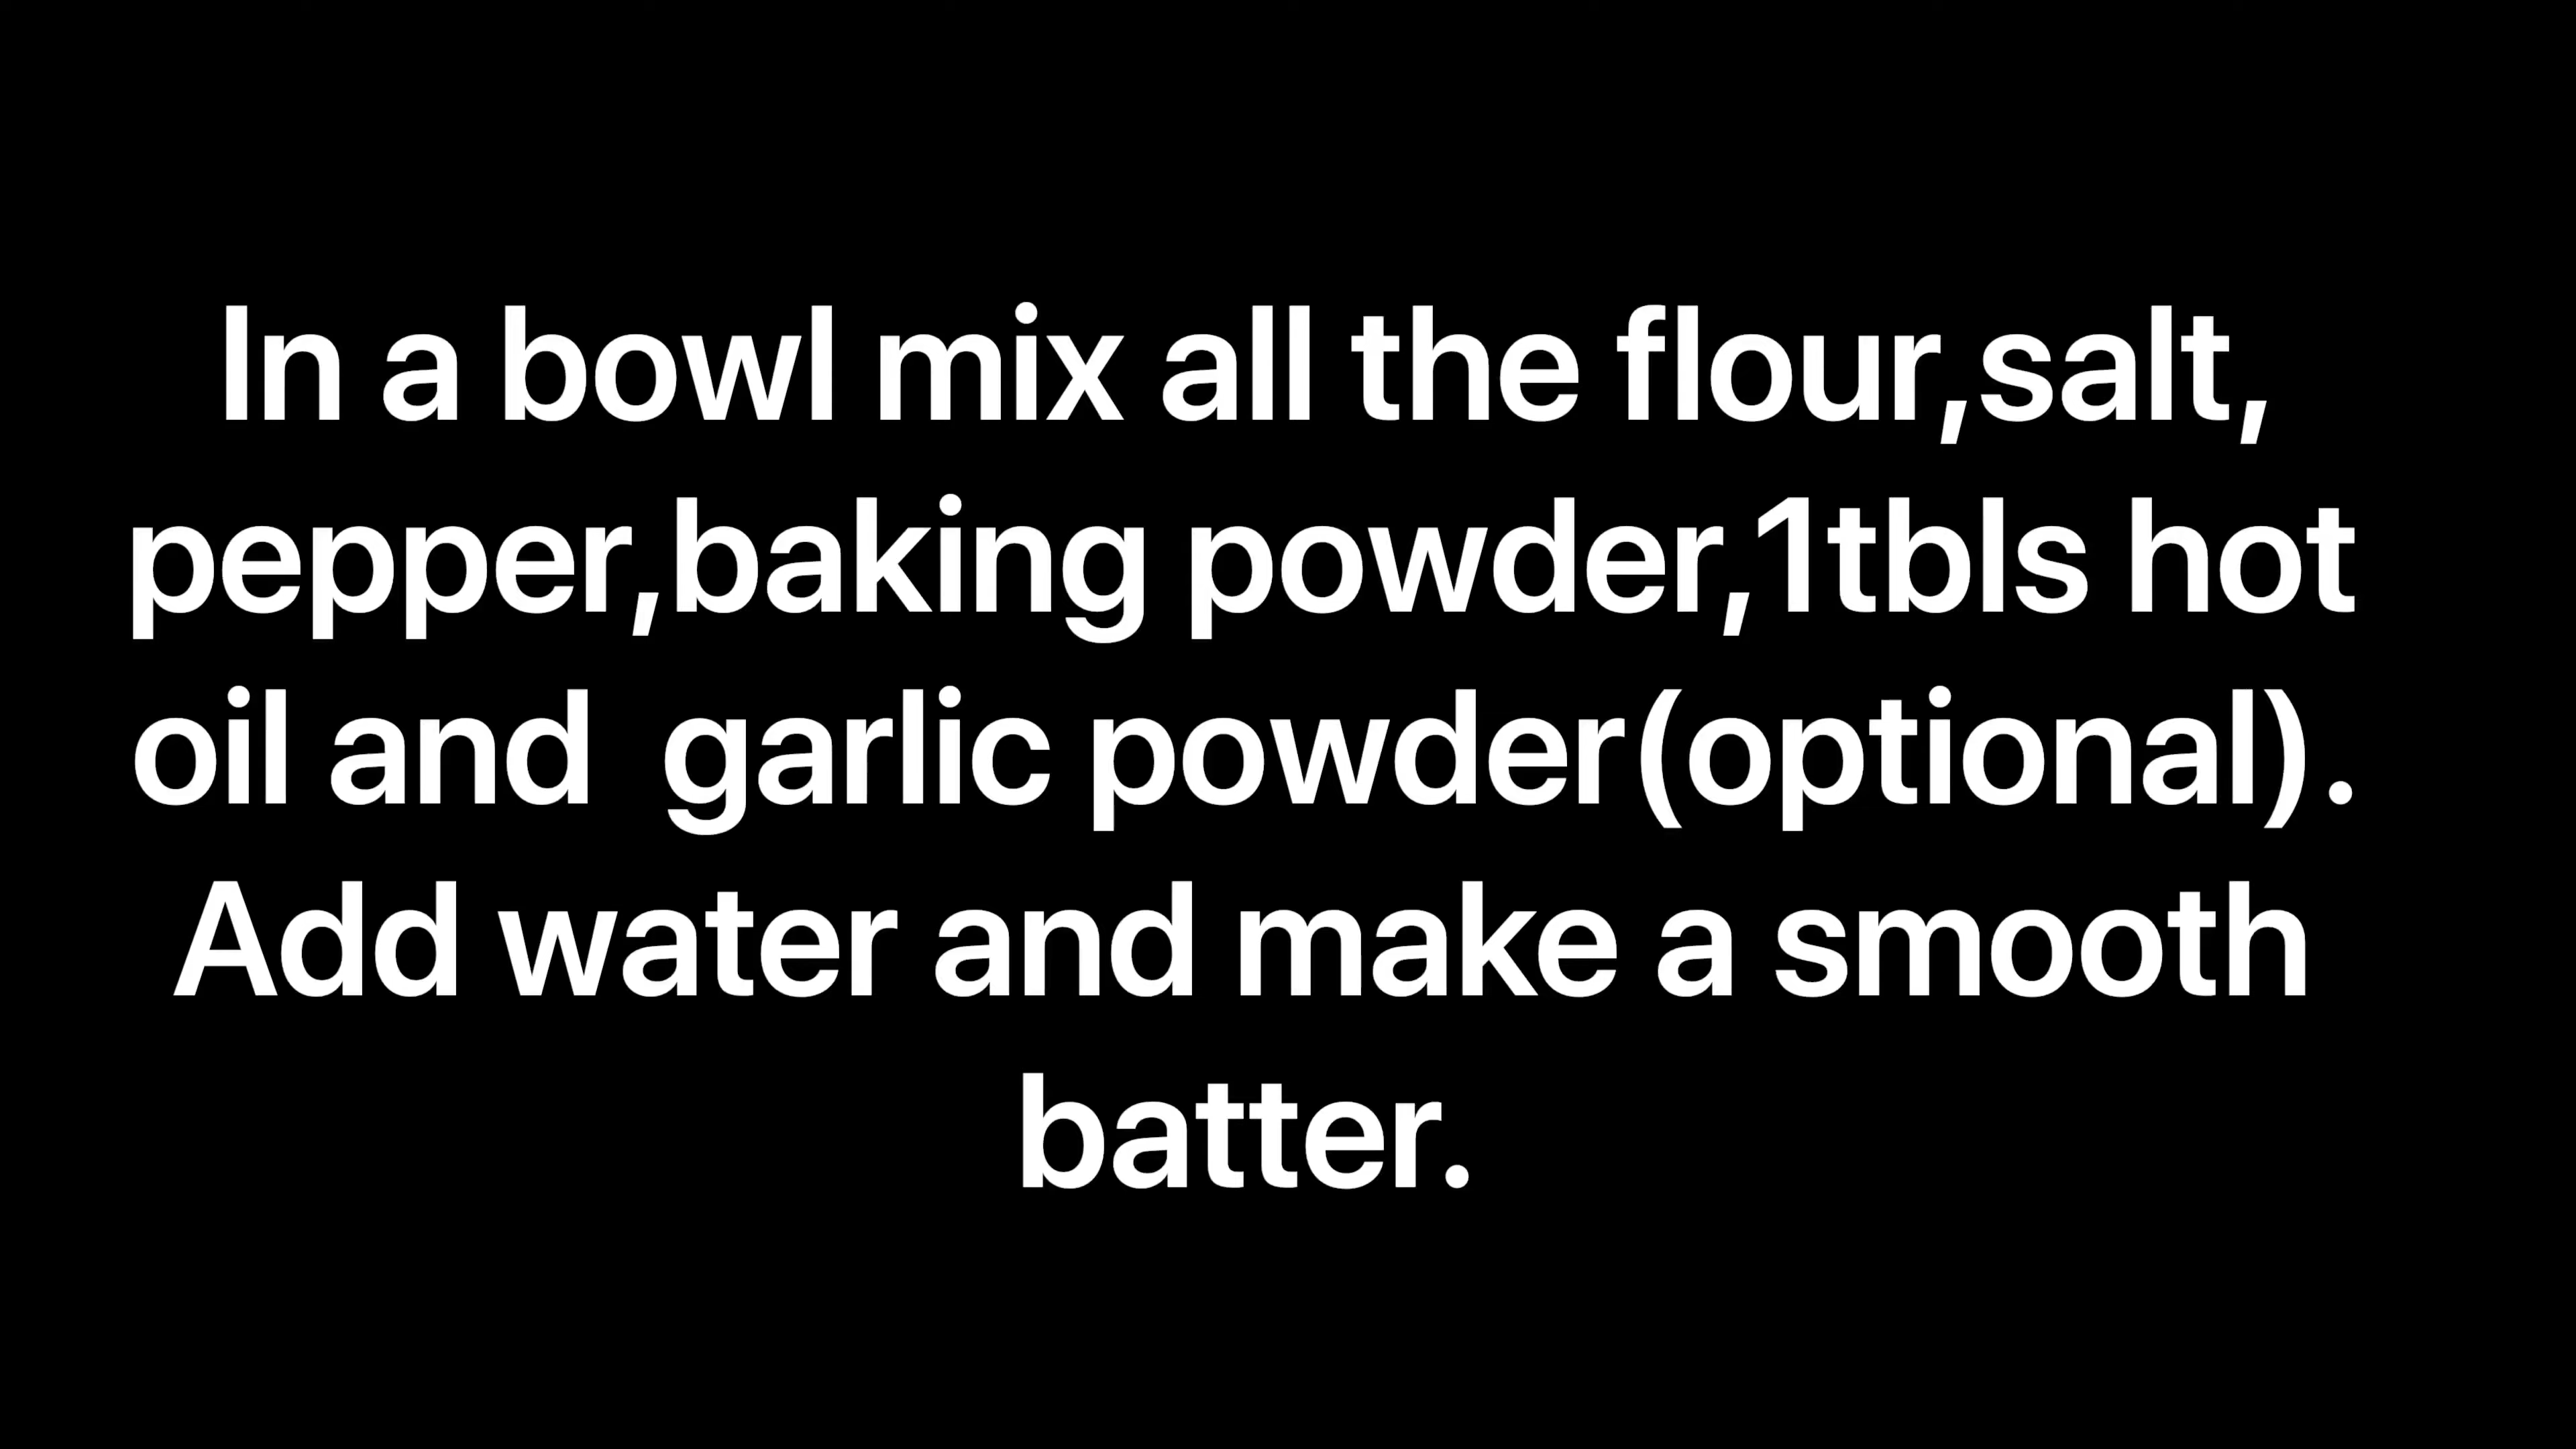 In a bowl mix all the flour,salt,
pepper,baking powder,1tbls hot
oil and  garlic powder(optional).
Add water and make a smooth
batter.